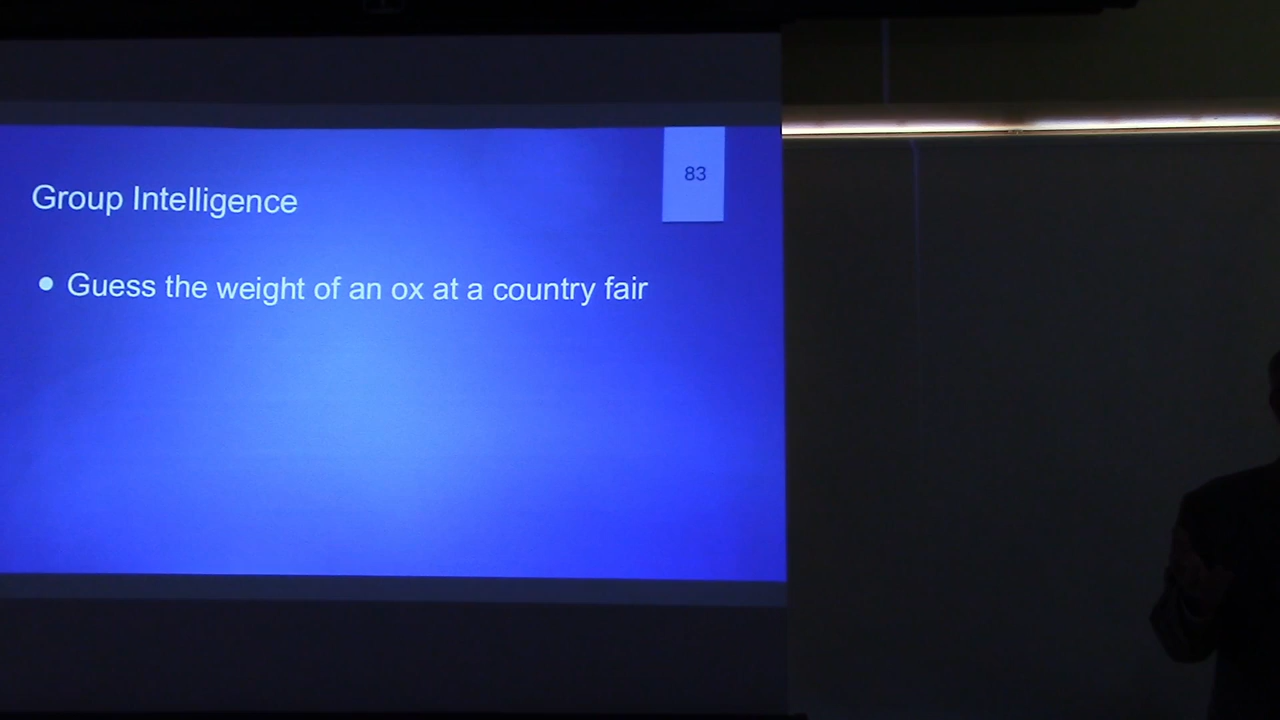 83
Group Intelligence
• Guess the weight of an ox at a country fair